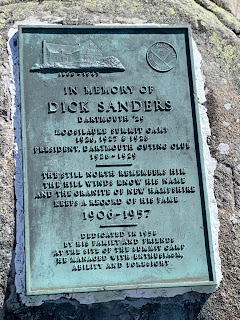 IN MEMORY OF
DICK SANDERS
DARTMOUTH '29
MOOSILAUKE SUMMIT CAMP
1926, 1927 & 1928
PRESIDENT, DARTMOUTH OUTING CLUB
1928-1929
THE STILL NORTH REMEMBERS HIM
THE HILL WINDS KNOW HIS NAME
AND THE GRANITE OF NEW HAMPSHIRE
KEEPS A RECORD OF HIS FAME
1906-1957
DEDICATED IN 1958
BY HIS FAMILY AND FRIENDS
AT THE SITE OF THE SUMMIT CAMP
HE MANAGED WITH ENTHUSIASM,
ABILITY AND FORESIGHT